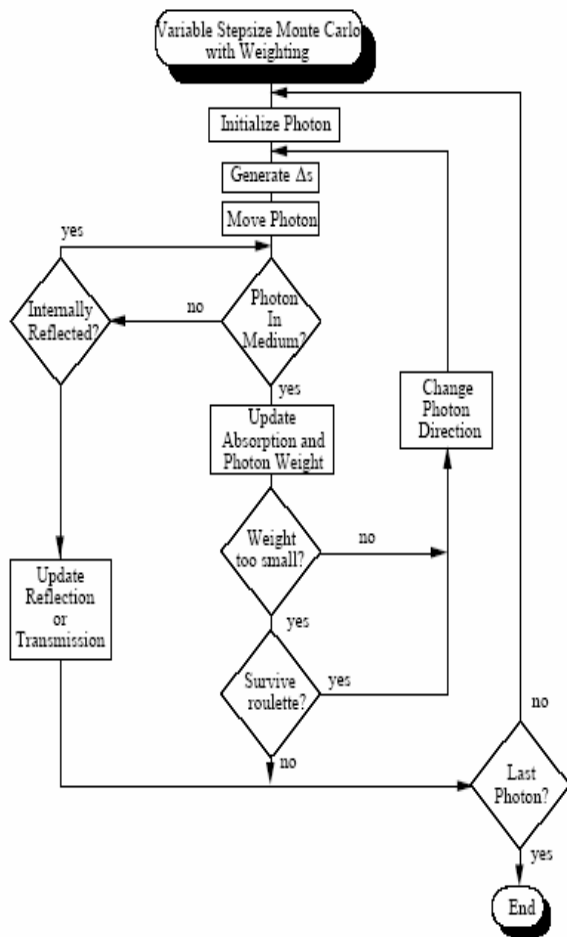 Variable Stepsize Monte Carlo
with Weighting
Initialize Photon
Generate Δs
Move Photon
yes
Internally
Reflected?
no
Photon
In
Medium?
yes
Change
Photon
Direction
Update
Absorption and
Photon Weight
Weight
too small?
no
Update
Reflection
or
Transmission
yes
Survive
roulette?
yes
no
no
Last
Photon?
yes
End